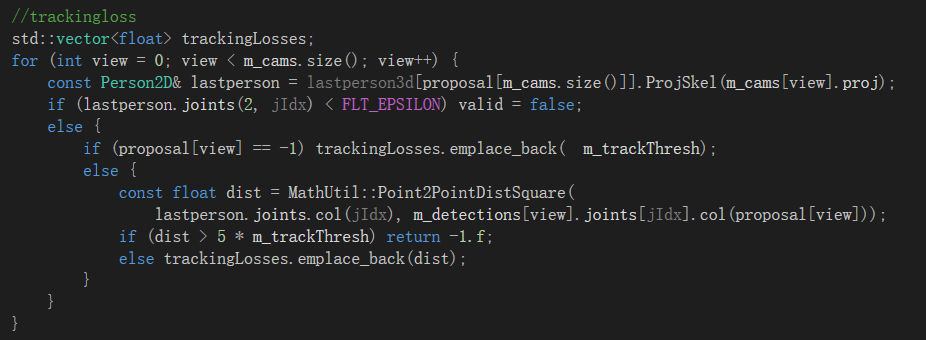 //trackingloss
std::vector<float> trackingLosses;
for (int view = 0; view < m_cams.size(); view++) {
    const Person2D& lastperson = lastperson3d[proposal[m_cams.size()]].ProjSkel(m_cams[view].proj);
    if (lastperson.joints(2, jIdx) < FLT_EPSILON) valid = false;
    else {
        if (proposal[view] == -1) trackingLosses.emplace_back(  m_trackThresh);
        else {
            const float dist = MathUtil::Point2PointDistSquare(
                lastperson.joints.col(jIdx), m_detections[view].joints[jIdx].col(proposal[view]));
            if (dist > 5 * m_trackThresh) return -1.f;
            else trackingLosses.emplace_back(dist);
        }
    }
}